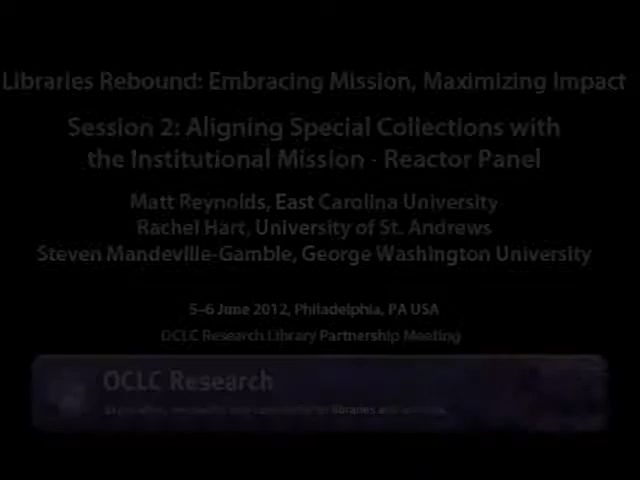 Libraries Rebound: Embracing Mission, Maximizing Impact
Session 2: Aligning Special Collections with
the Institutional Mission - Reactor Panel
Matt Reynolds, East Carolina University
Rachel Hart, University of St. Andrews
Steven Mandeville-Gamble, George Washington University
5–6 June 2012, Philadelphia, PA USA
OCLC Research Library Partnership Meeting
OCLC Research
libraries and